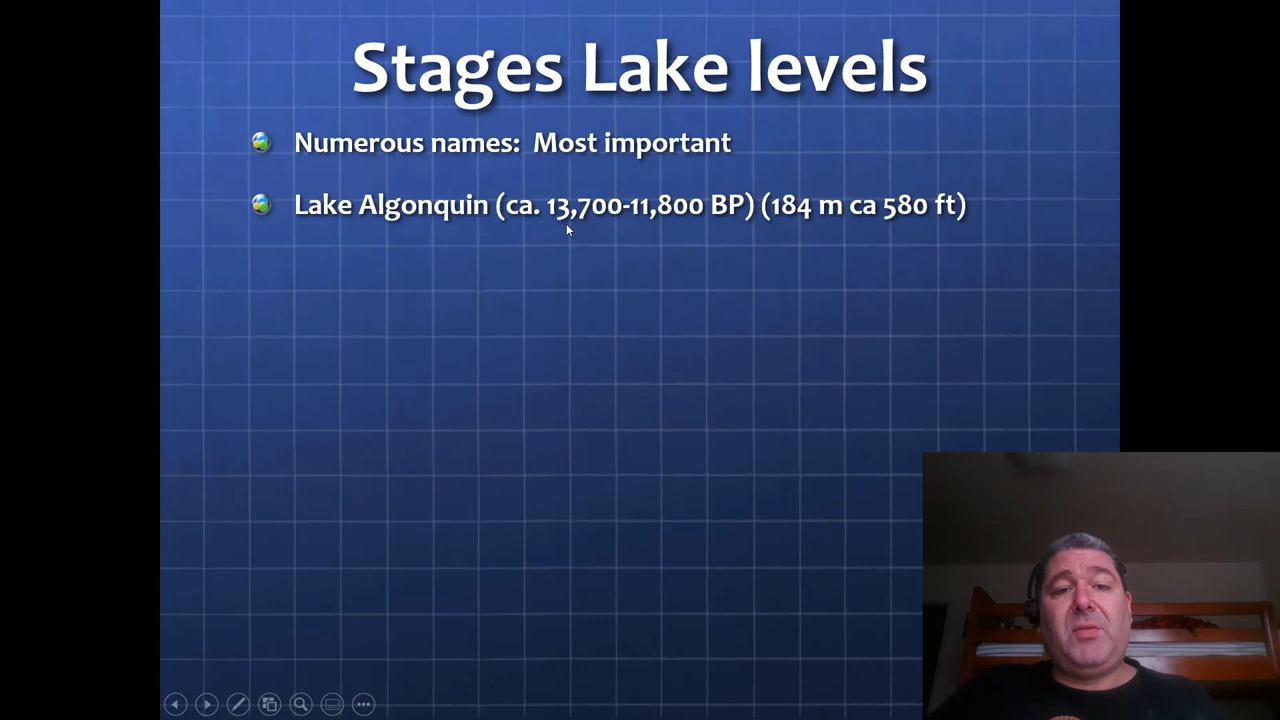 Stages Lake levels
Numerous names: Most important
Lake Algonquin (ca. 13,700-11,800 BP) (184 m ca 580 ft)